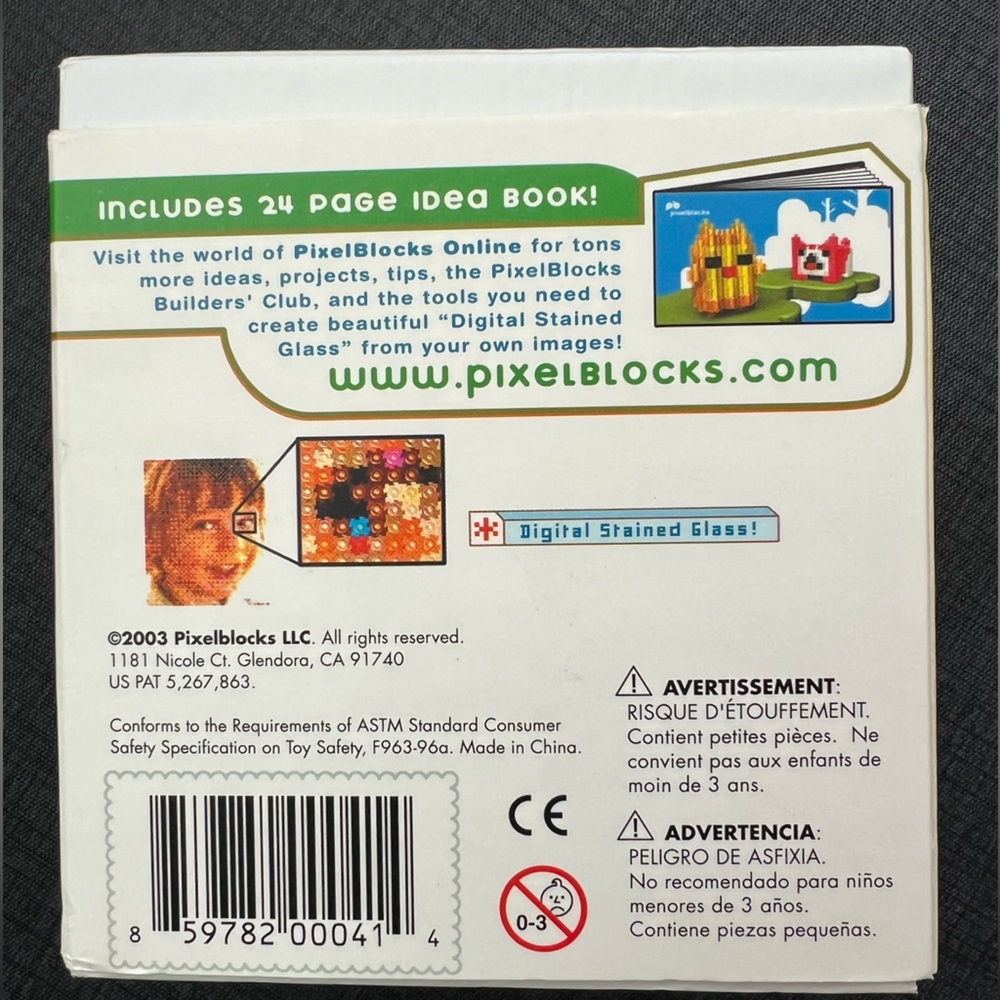 INCLUDES 24 PAGE IDEA BOOK!
Visit the world of PixelBlocks Online for tons
more ideas, projects, tips, the PixelBlocks
Builders' Club, and the tools you need to
create beautiful “Digital Stained
Glass” from your own images!
www.pixelblocks.com
pb
pixelblocks
Digital Stained Glass!
©2003 Pixelblocks LLC. All rights reserved.
1181 Nicole Ct. Glendora, CA 91740
US PAT 5,267,863.
Conforms to the Requirements of ASTM Standard Consumer
Safety Specification on Toy Safety, F963-96a. Made in China.
8 59782 00041 4
CE
0-3
AVERTISSEMENT:
RISQUE D'ÉTOUFFEMENT.
Contient petites pièces. Ne
convient pas aux enfants de
moin de 3 ans.
ADVERTENCIA:
PELIGRO DE ASFIXIA.
No recomendado para niños
menores de 3 años.
Contiene piezas pequeñas.